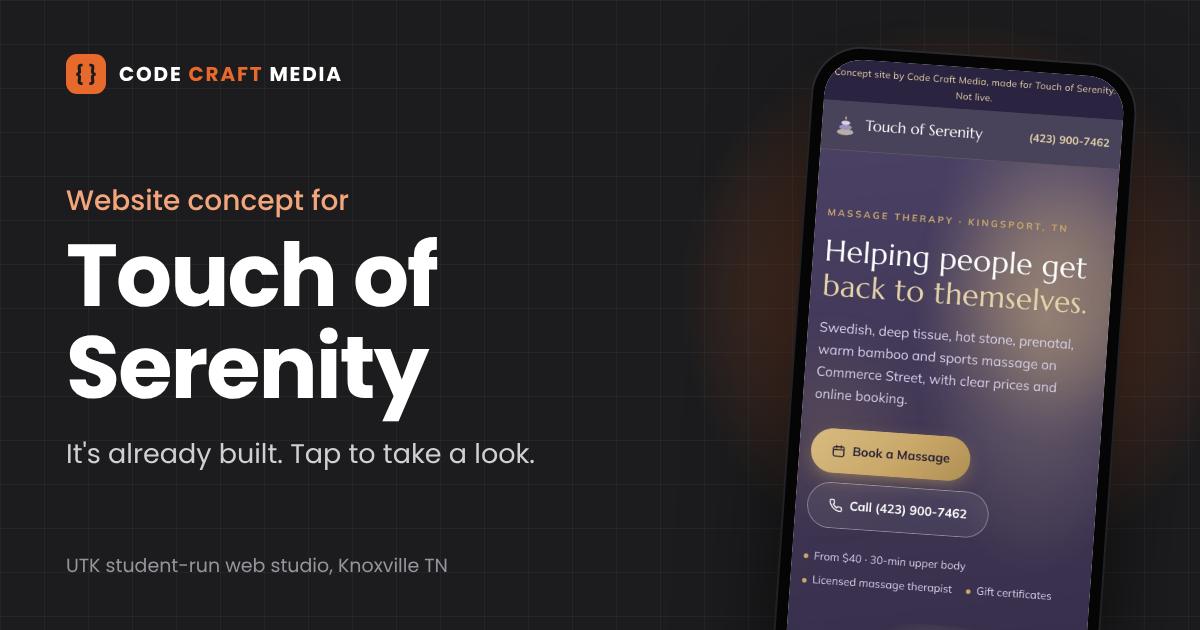 { } CODE CRAFT MEDIA
Website concept for
Touch of
Serenity
It's already built. Tap to take a look.
UTK student-run web studio, Knoxville TN
Concept site by Code Craft Media, made for Touch of Serenity.
Not live.
Touch of Serenity
(423) 900-7462
MASSAGE THERAPY · KINGSPORT, TN
Helping people get
back to themselves.
Swedish, deep tissue, hot stone, prenatal,
warm bamboo and sports massage on
Commerce Street, with clear prices and
online booking.
Book a Massage
Call (423) 900-7462
From $40 · 30-min upper body
Licensed massage therapist
Gift certificates